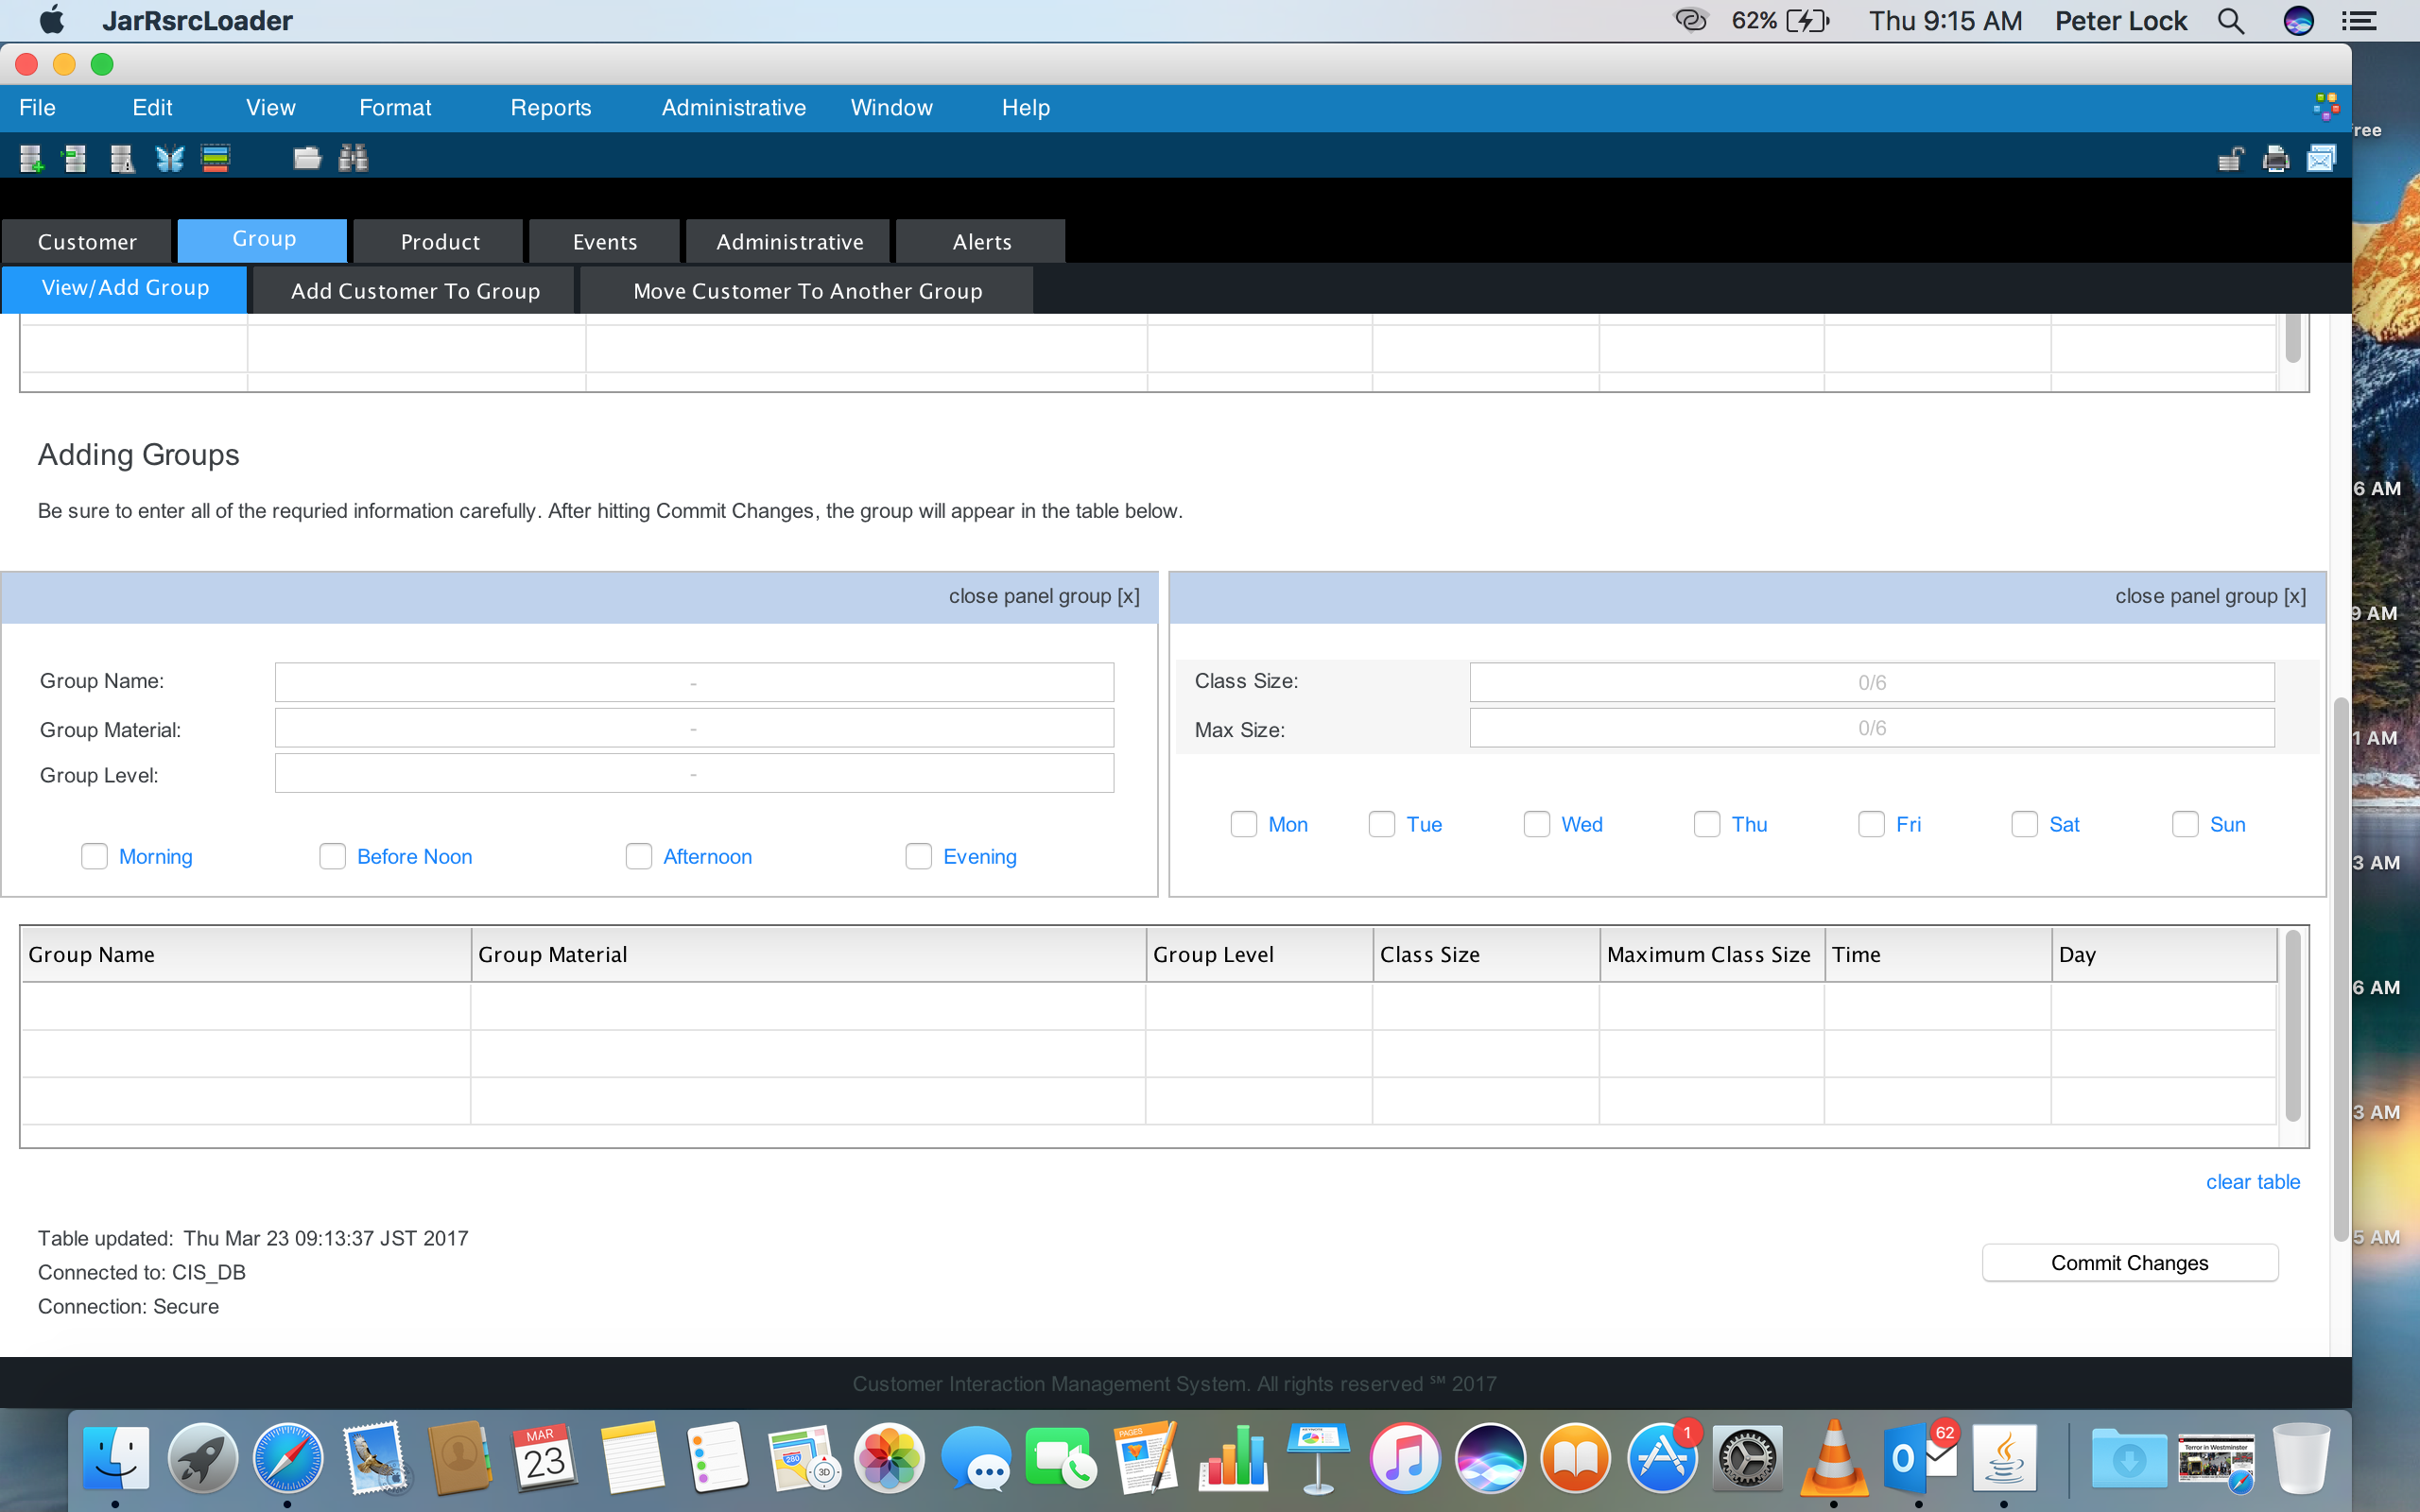 JarRsrcLoader 62% Thu 9:15 AM Peter Lock
File Edit View Format Reports Administrative Window Help
ree
Customer Group Product Events Administrative Alerts
View/Add Group Add Customer To Group Move Customer To Another Group
Adding Groups
6 AM
Be sure to enter all of the requried information carefully. After hitting Commit Changes, the group will appear in the table below.
close panel group [x] close panel group [x]
9 AM
Group Name: - Class Size: 0/6
Group Material: - Max Size: 0/6
1 AM
Group Level: -
Mon Tue Wed Thu Fri Sat Sun
Morning Before Noon Afternoon Evening
3 AM
Group Name Group Material Group Level Class Size Maximum Class Size Time Day
6 AM
3 AM
clear table
Table updated: Thu Mar 23 09:13:37 JST 2017
5 AM
Connected to: CIS_DB
Commit Changes
Connection: Secure
Customer Interaction Management System. All rights reserved ℠ 2017
MAR
23
PAGES
280
3D
1
62
O
Terror in Westminster